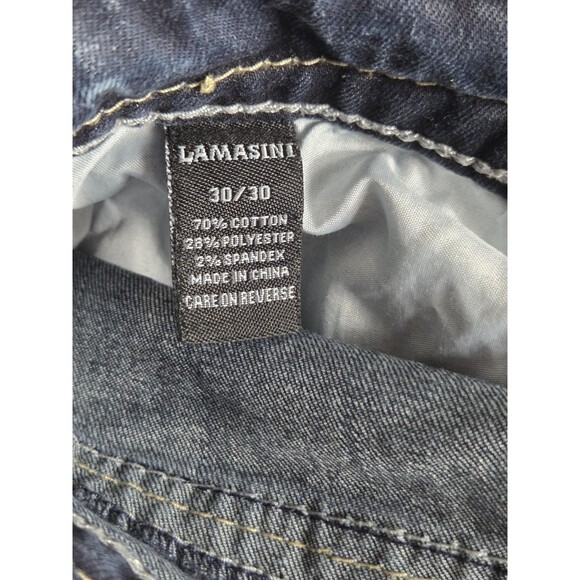 LAMASINI
30/30
70% COTTON
28% POLYESTER
2% SPANDEX
MADE IN CHINA
CARE ON REVERSE